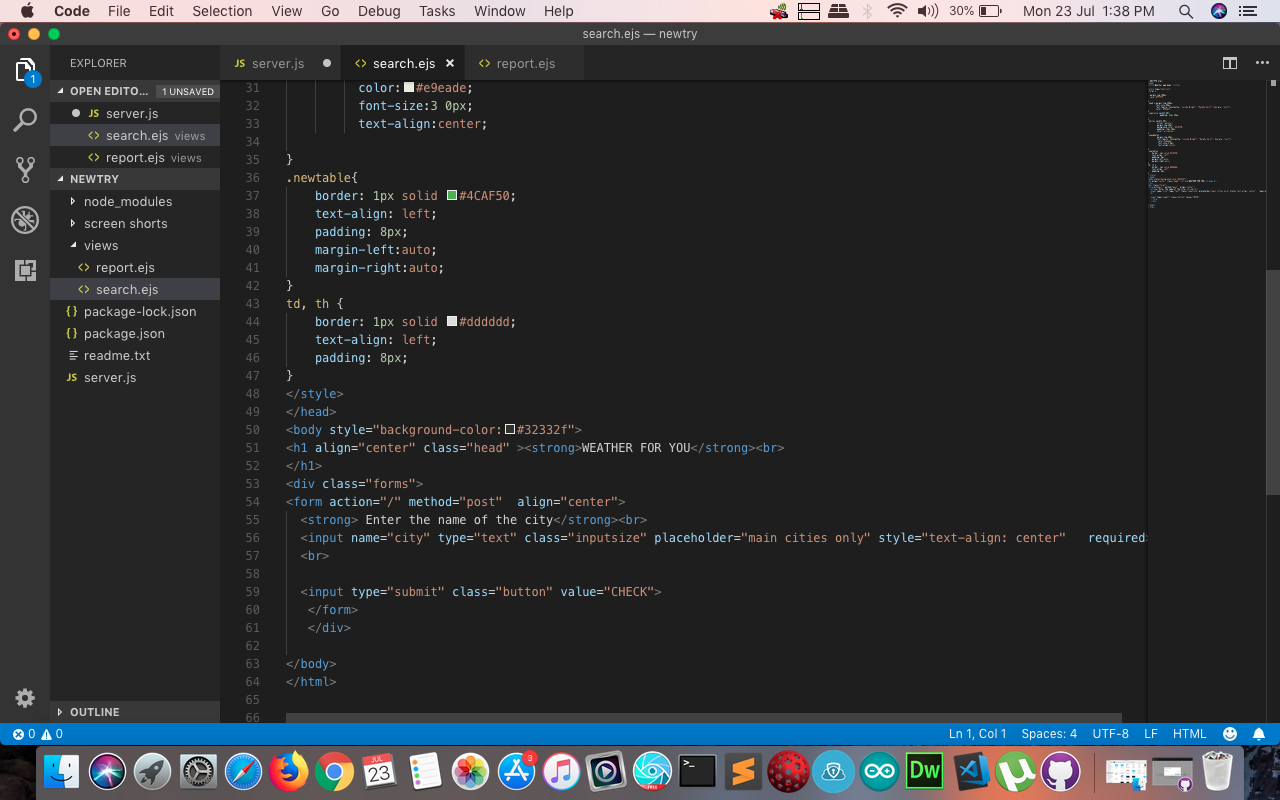 Code File Edit Selection View Go Debug Tasks Window Help 30% Mon 23 Jul 1:38 PM
search.ejs — newtry
EXPLORER
JS server.js
<> search.ejs ×
<> report.ejs
OPEN EDITO... 1 UNSAVED
JS server.js
<> search.ejs views
<> report.ejs views
NEWTRY
node_modules
screen shorts
views
<> report.ejs
<> search.ejs
{} package-lock.json
{} package.json
readme.txt
JS server.js
OUTLINE
31 color:#e9eade;
32 font-size:3 0px;
33 text-align:center;
34
35 }
36 .newtable{
37 border: 1px solid #4CAF50;
38 text-align: left;
39 padding: 8px;
40 margin-left:auto;
41 margin-right:auto;
42 }
43 td, th {
44 border: 1px solid #dddddd;
45 text-align: left;
46 padding: 8px;
47 }
48 </style>
49 </head>
50 <body style="background-color:#32332f">
51 <h1 align="center" class="head" ><strong>WEATHER FOR YOU</strong><br>
52 </h1>
53 <div class="forms">
54 <form action="/" method="post"  align="center">
55 <strong> Enter the name of the city</strong><br>
56 <input name="city" type="text" class="inputsize" placeholder="main cities only" style="text-align: center"   required>
57 <br>
58
59 <input type="submit" class="button" value="CHECK">
60 </form>
61 </div>
62
63 </body>
64 </html>
65
66
1
0 0
Ln 1, Col 1 Spaces: 4 UTF-8 LF HTML
JUL
23
3
FREE
>_
Dw